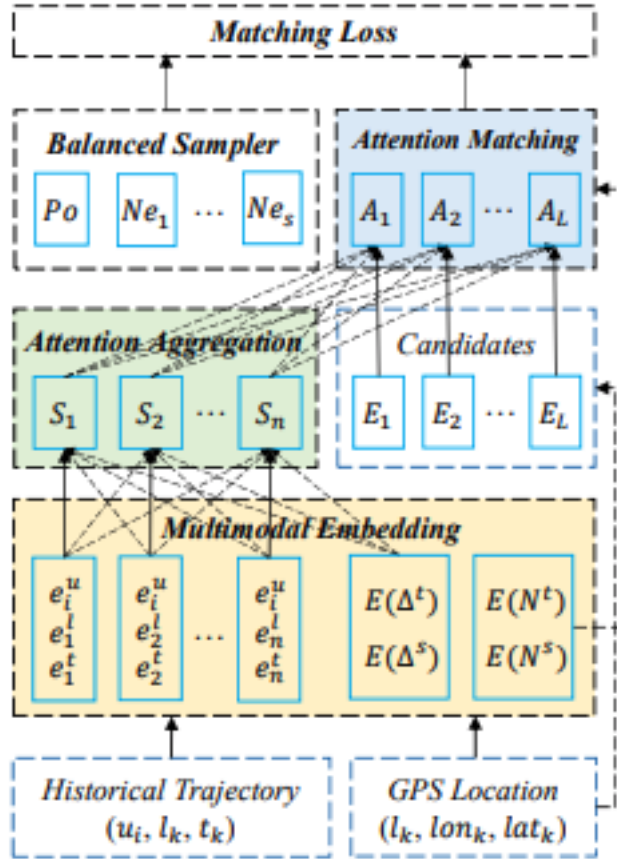 Matching Loss
Balanced Sampler
Po Ne₁ ... Neₛ
Attention Matching
A₁ A₂ ... A_L
Attention Aggregation
S₁ S₂ ... Sₙ
Candidates
E₁ E₂ ... E_L
Multimodal Embedding
eᵢᵘ eᵢᵘ eᵢᵘ
e₁ˡ e₂ˡ ... eₙˡ
e₁ᵗ e₂ᵗ eₙᵗ
E(Δᵗ) E(Nᵗ)
E(Δˢ) E(Nˢ)
Historical Trajectory
(uᵢ, lₖ, tₖ)
GPS Location
(lₖ, lonₖ, latₖ)